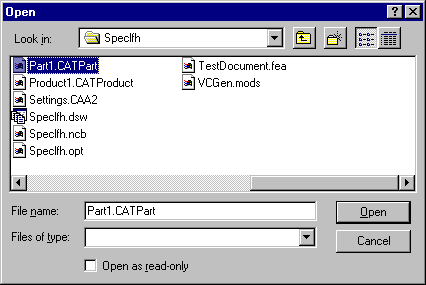 Open
Look in: Speclfh
Part1.CATPart
Product1.CATProduct
Settings.CAA2
Speclfh.dsw
Speclfh.ncb
Speclfh.opt
TestDocument.fea
VCGen.mods
File name: Part1.CATPart Open
Files of type: Cancel
Open as read-only